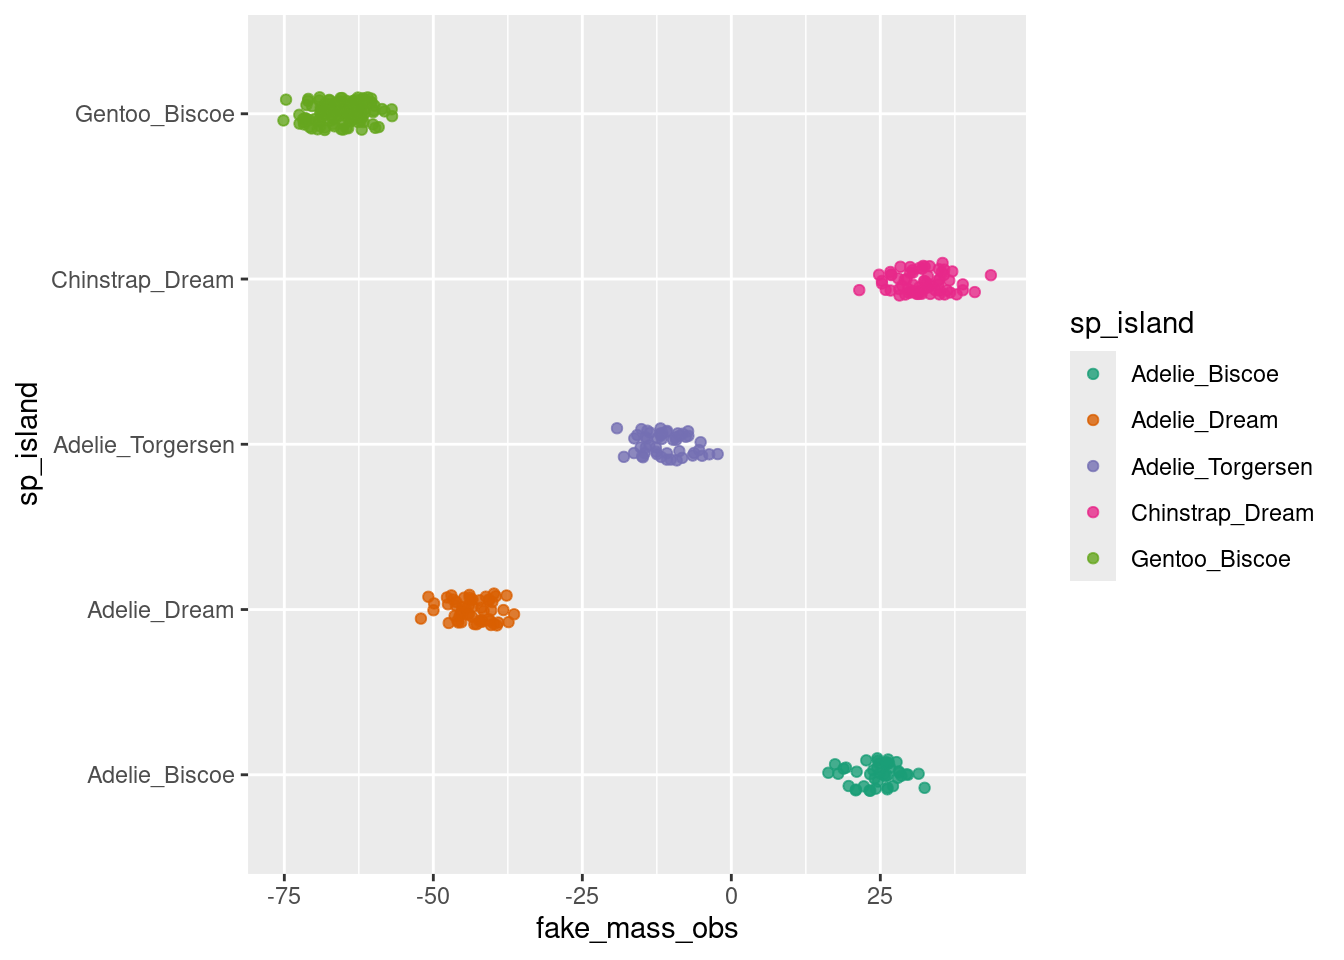 Gentoo_Biscoe
Chinstrap_Dream
Adelie_Torgersen
Adelie_Dream
Adelie_Biscoe
sp_island
-75 -50 -25 0 25
fake_mass_obs
sp_island
Adelie_Biscoe
Adelie_Dream
Adelie_Torgersen
Chinstrap_Dream
Gentoo_Biscoe